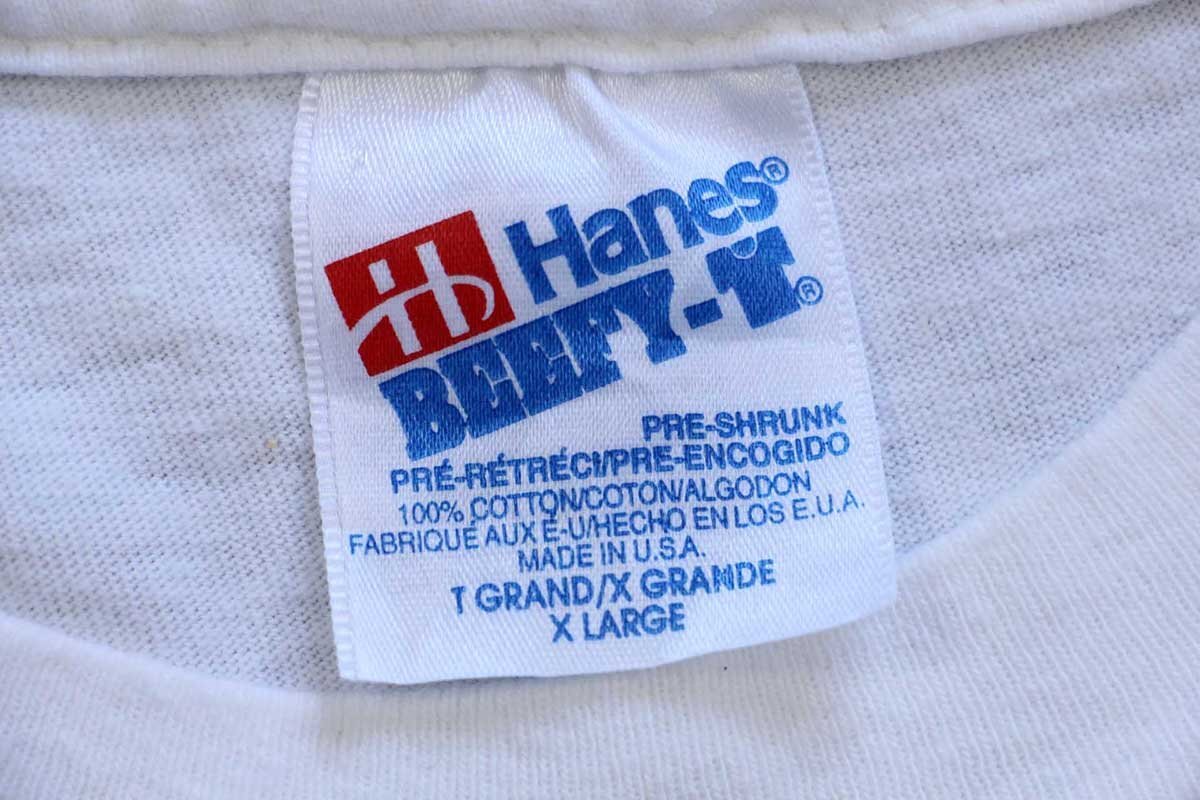 Hanes®
BEEFY-T®
PRE-SHRUNK
PRÉ-RÉTRÉCI/PRE-ENCOGIDO
100% COTTON/COTON/ALGODON
FABRIQUÉ AUX É-U/HECHO EN LOS E.U.A.
MADE IN U.S.A.
T GRAND/X GRANDE
X LARGE